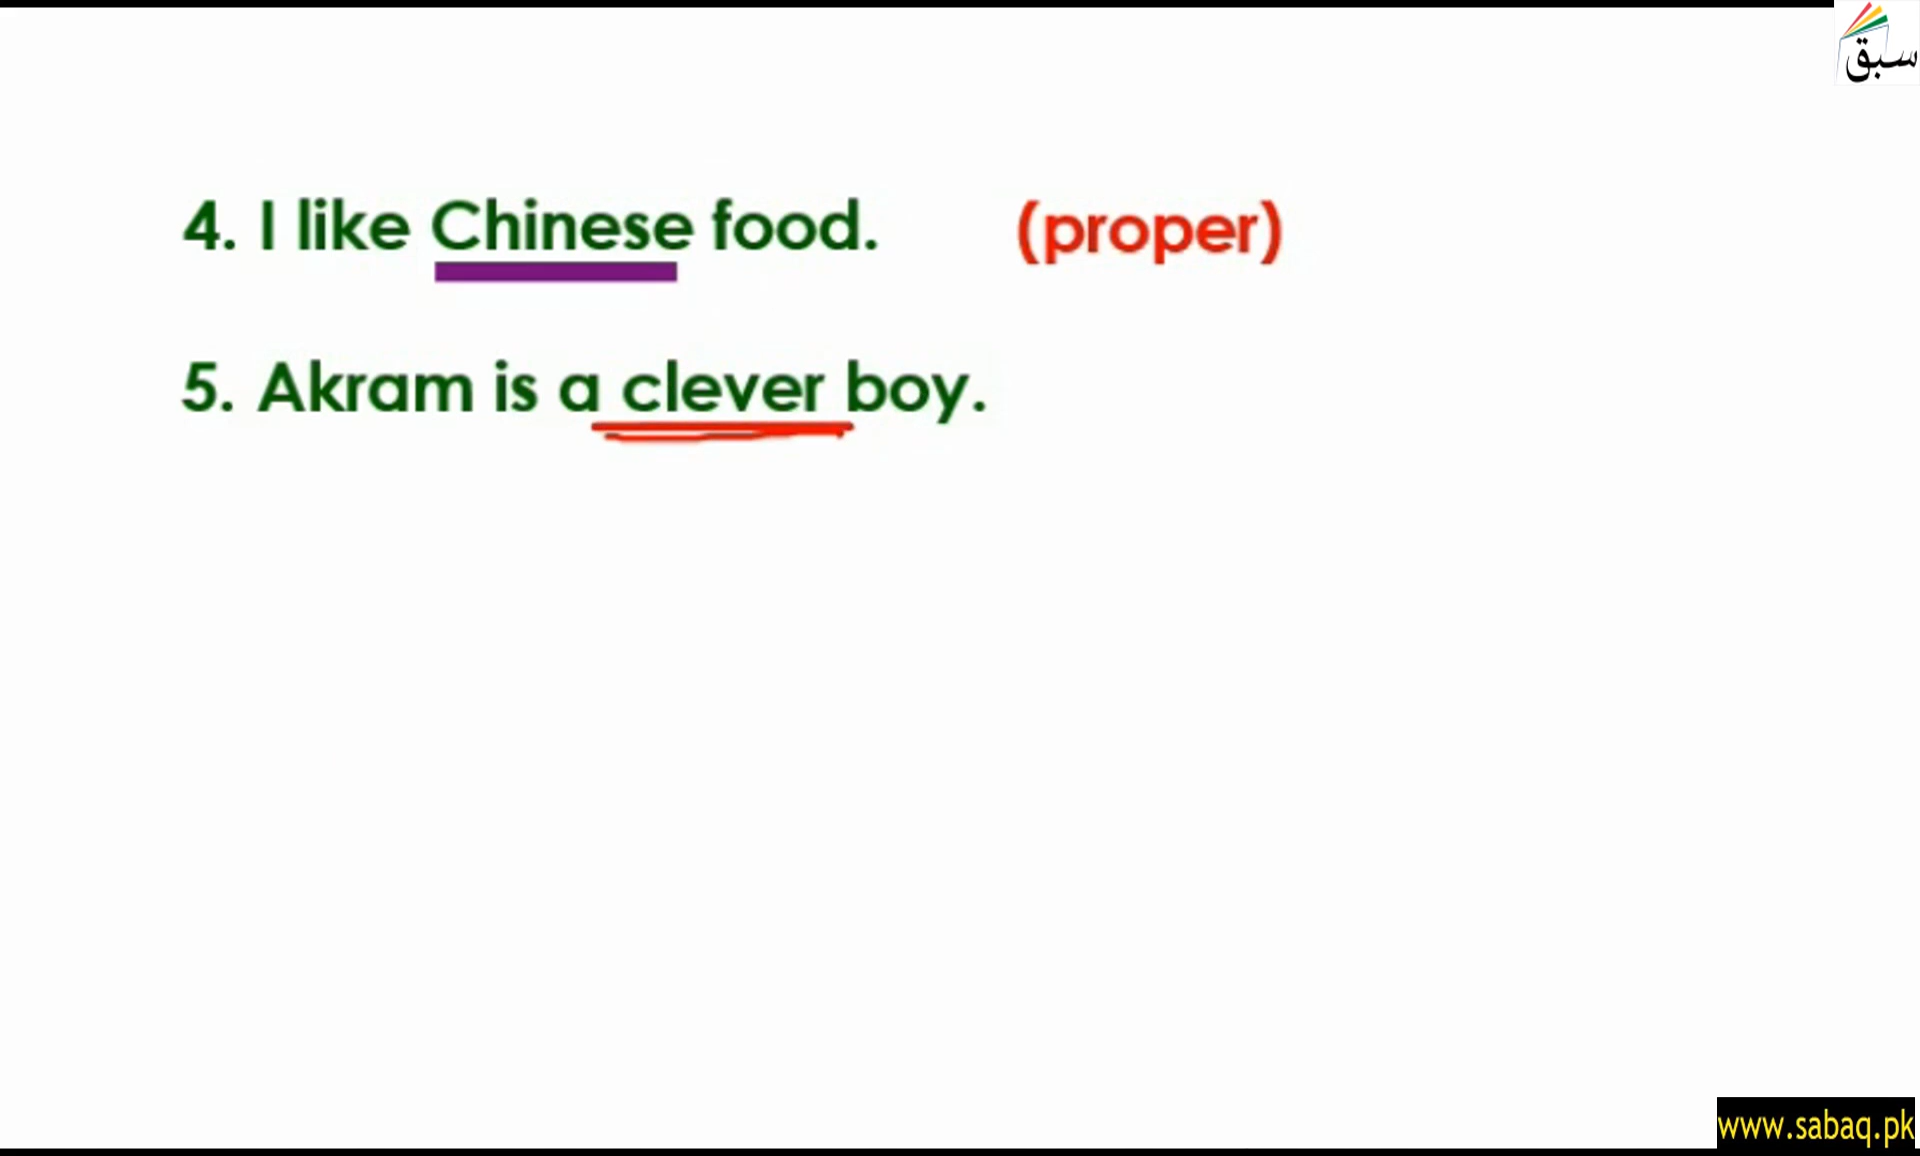 سبق
4. I like Chinese food. (proper)
5. Akram is a clever boy.
www.sabaq.pk